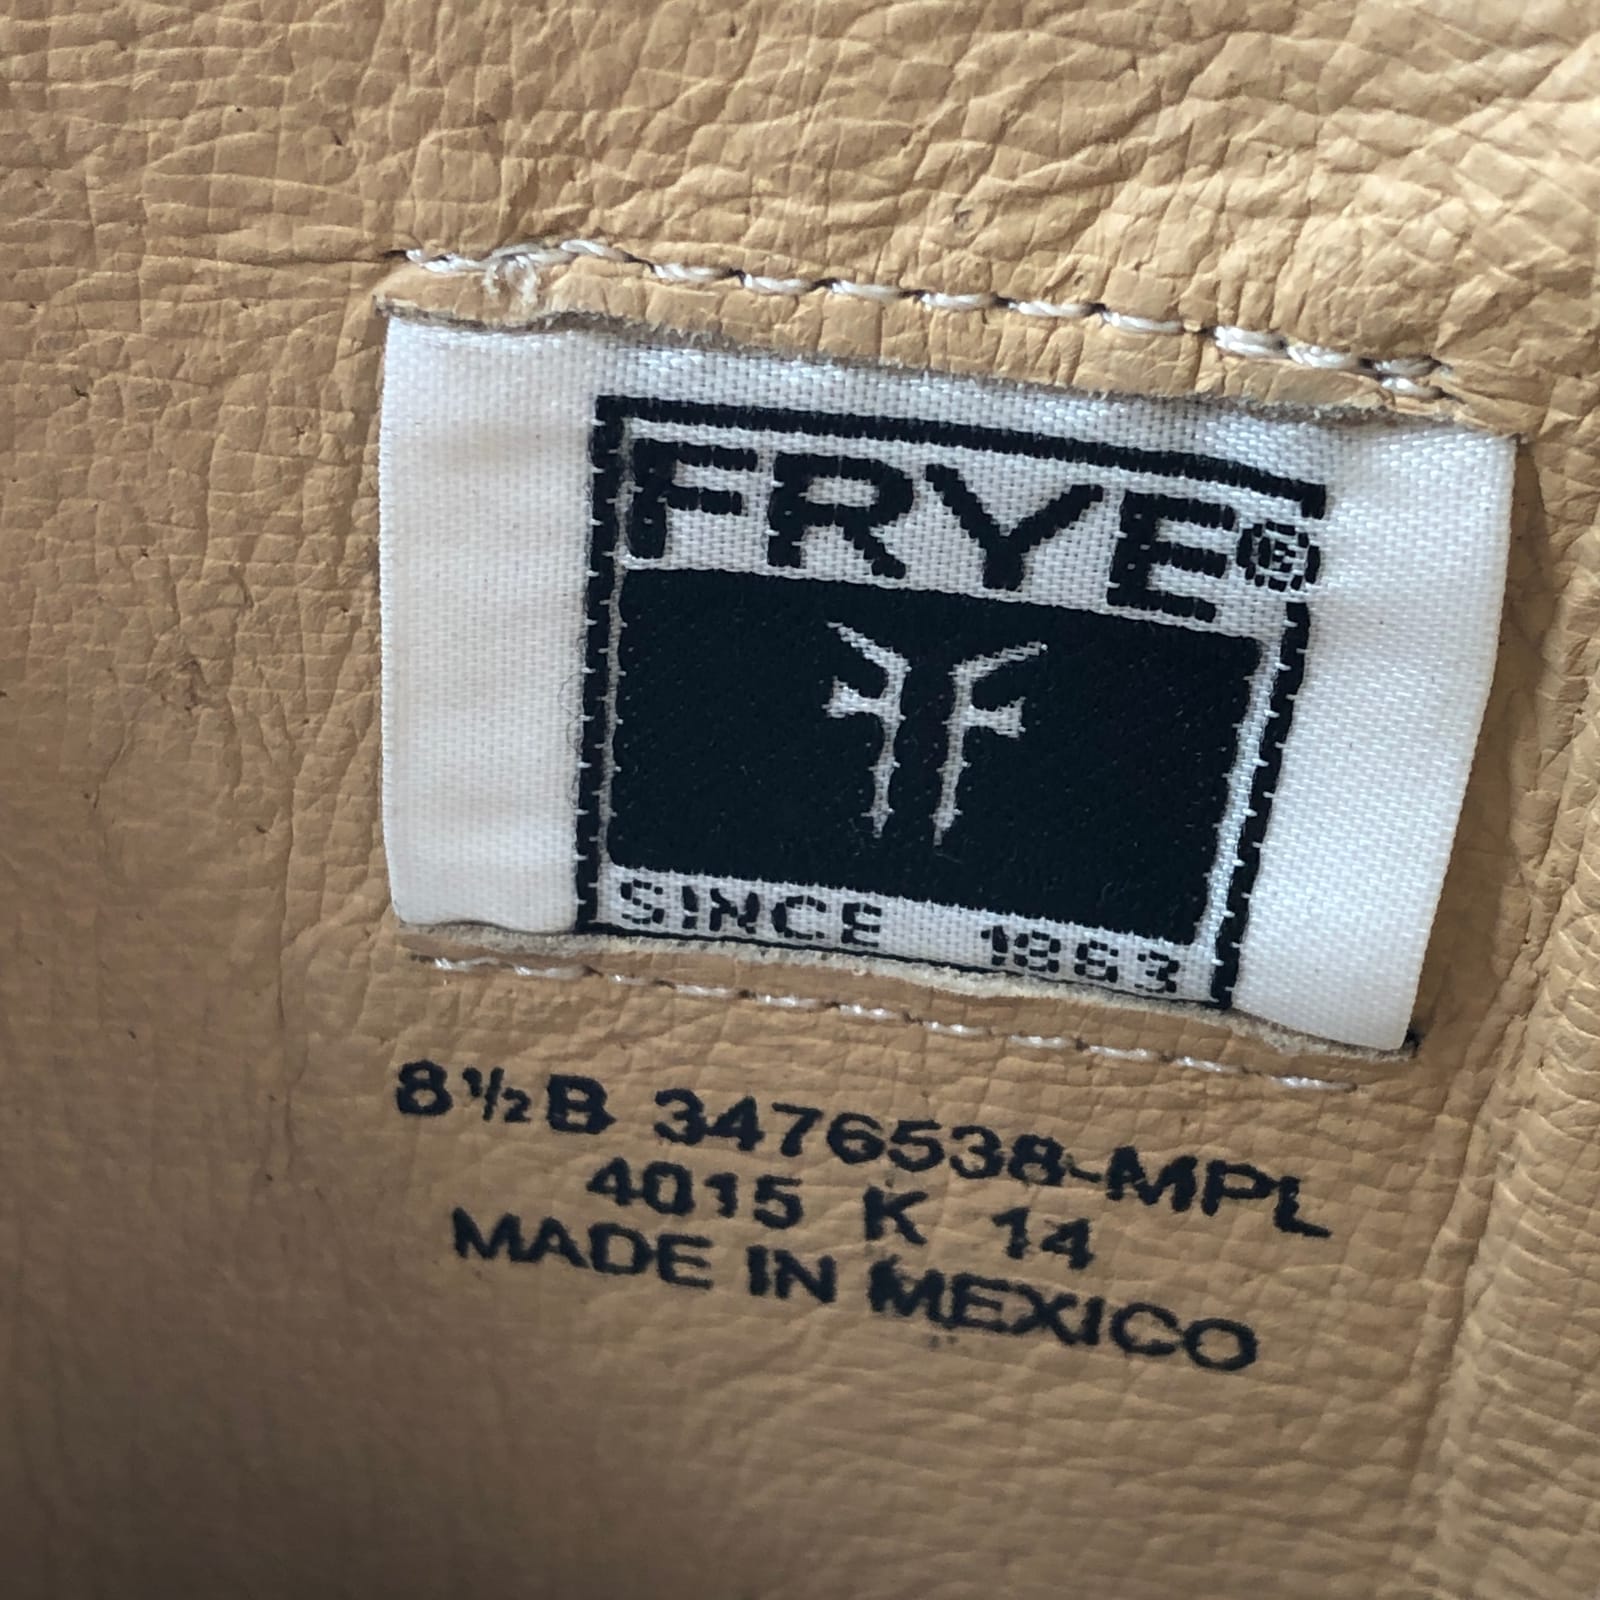 FRYE®
SINCE 1863
8½B 3476538-MPL
4015 K 14
MADE IN MEXICO